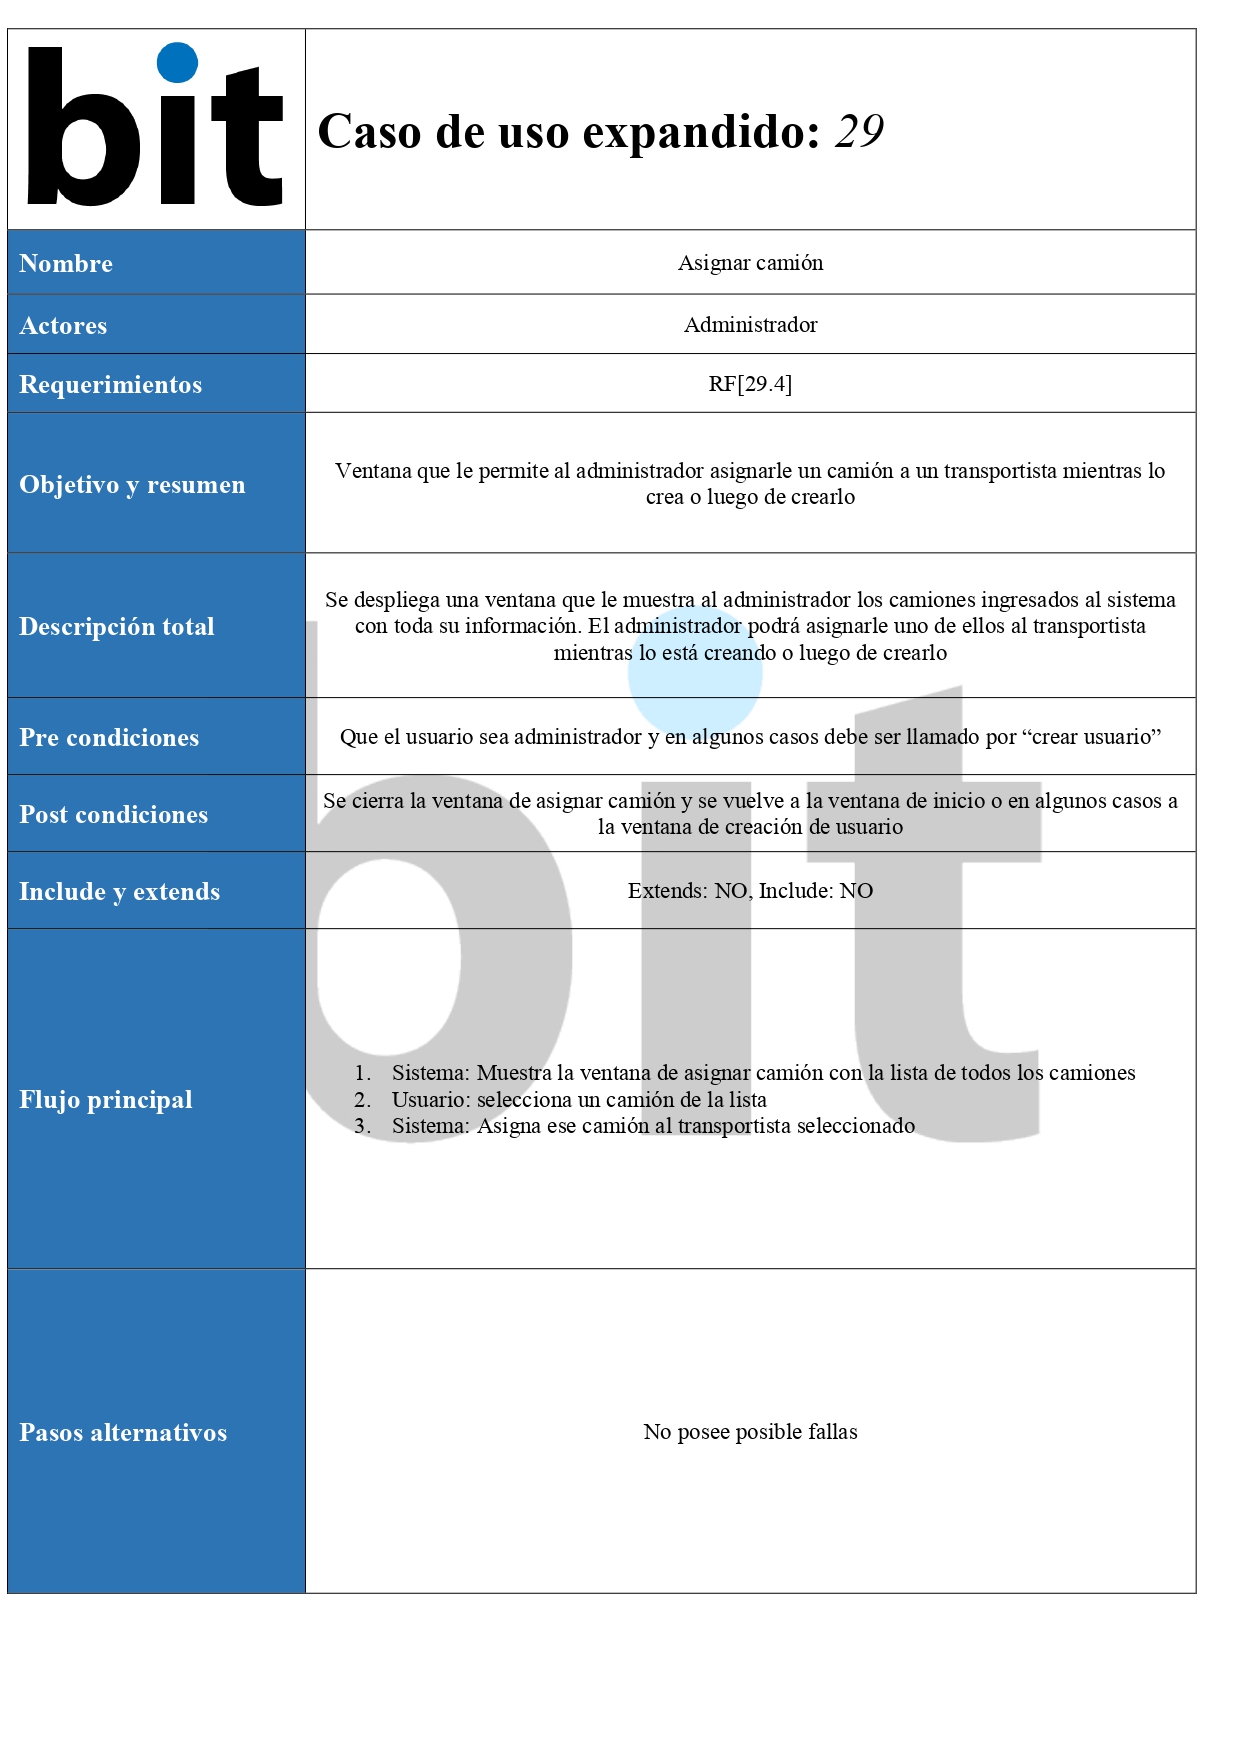 bit
Caso de uso expandido: 29
Nombre
Asignar camión
Actores
Administrador
Requerimientos
RF[29.4]
Objetivo y resumen
Ventana que le permite al administrador asignarle un camión a un transportista mientras lo
crea o luego de crearlo
Descripción total
Se despliega una ventana que le muestra al administrador los camiones ingresados al sistema
con toda su información. El administrador podrá asignarle uno de ellos al transportista
mientras lo está creando o luego de crearlo
Pre condiciones
Que el usuario sea administrador y en algunos casos debe ser llamado por “crear usuario”
Post condiciones
Se cierra la ventana de asignar camión y se vuelve a la ventana de inicio o en algunos casos a
la ventana de creación de usuario
Include y extends
Extends: NO, Include: NO
Flujo principal
1. Sistema: Muestra la ventana de asignar camión con la lista de todos los camiones
2. Usuario: selecciona un camión de la lista
3. Sistema: Asigna ese camión al transportista seleccionado
Pasos alternativos
No posee posible fallas
bit